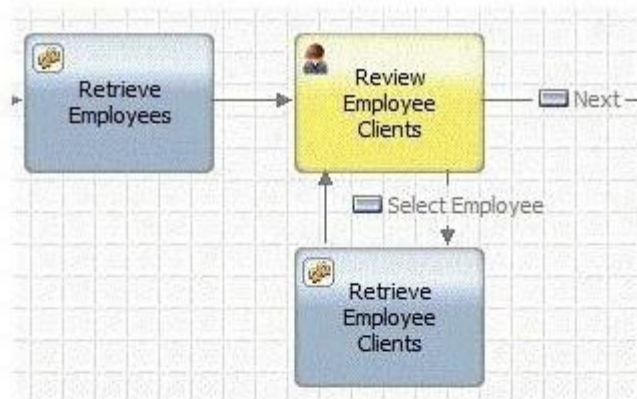 Retrieve
Employees
Review
Employee
Clients
Next
Select Employee
Retrieve
Employee
Clients